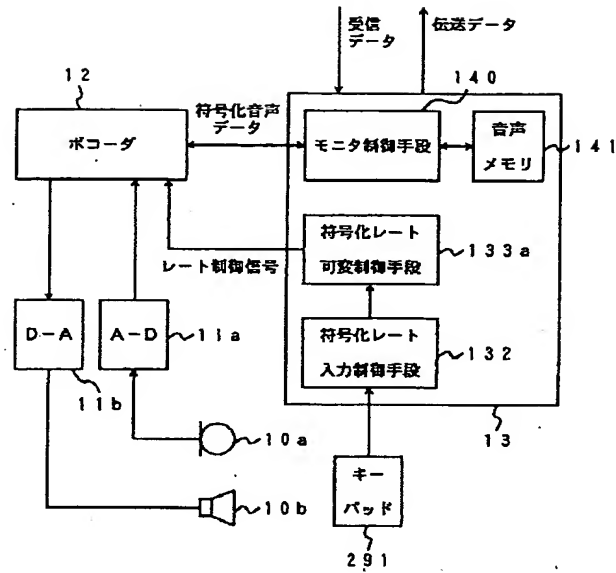 受信
データ
伝送データ
12
140
符号化音声
データ
ボコーダ
モニタ制御手段
音声
メモリ
141
符号化レート
可変制御手段
133a
レート制御信号
D-A
A-D
11a
符号化レート
入力制御手段
132
11b
13
10a
キー
パッド
10b
291